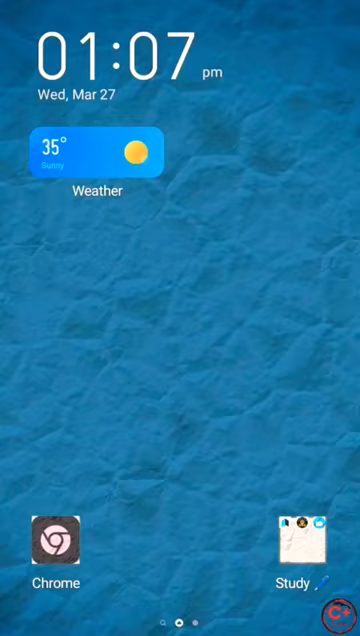 01:07 pm
Wed, Mar 27
35°
Sunny
Weather
Chrome
Study
C+